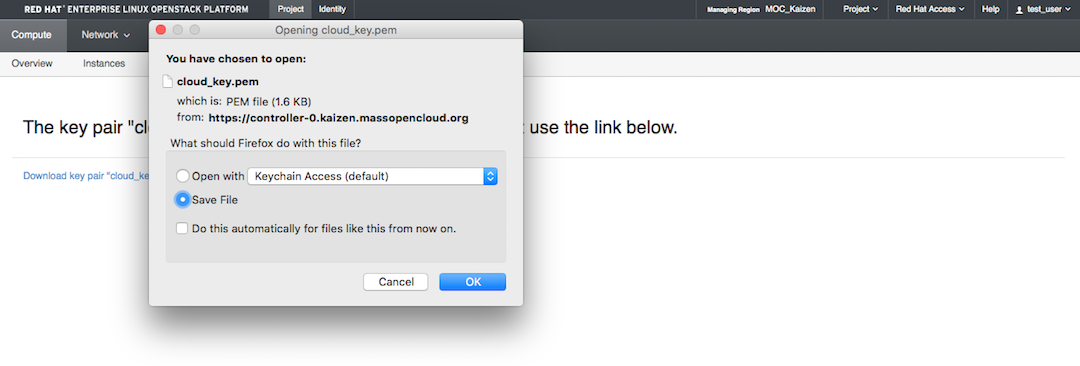 RED HAT ENTERPRISE LINUX OPENSTACK PLATFORM Project Identity Managing Region MOC_Kaizen Project Red Hat Access Help test_user
Compute Network
Opening cloud_key.pem
Overview Instances
You have chosen to open:
cloud_key.pem
which is: PEM file (1.6 KB)
from: https://controller-0.kaizen.massopencloud.org
The key pair "cl use the link below.
What should Firefox do with this file?
Download key pair "cloud_ke
Open with Keychain Access (default)
Save File
Do this automatically for files like this from now on.
Cancel OK